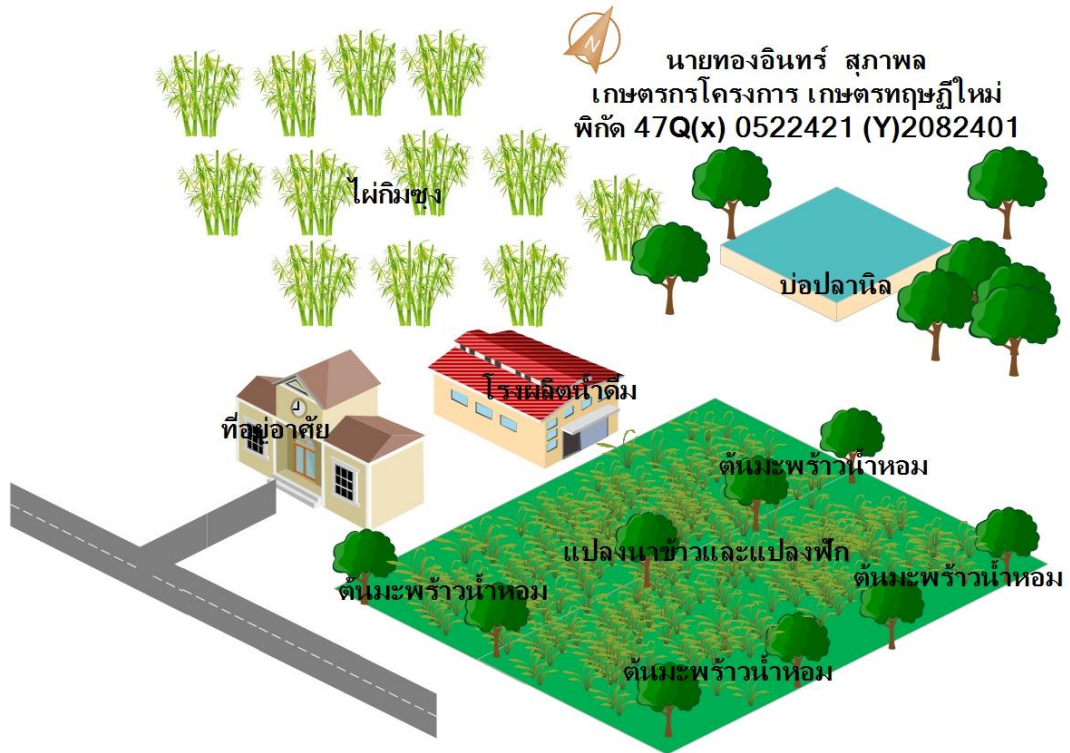 N
นายทองอินทร์ สุภาพล
เกษตรกรโครงการ เกษตรทฤษฎีใหม่
พิกัด 47Q(x) 0522421 (Y)2082401
ไผ่กิมซุง
บ่อปลานิล
โรงผลิตน้ำดื่ม
ที่อยู่อาศัย
ต้นมะพร้าวน้ำหอม
แปลงนาข้าวและแปลงฟัก
ต้นมะพร้าวน้ำหอม
ต้นมะพร้าวน้ำหอม
ต้นมะพร้าวน้ำหอม